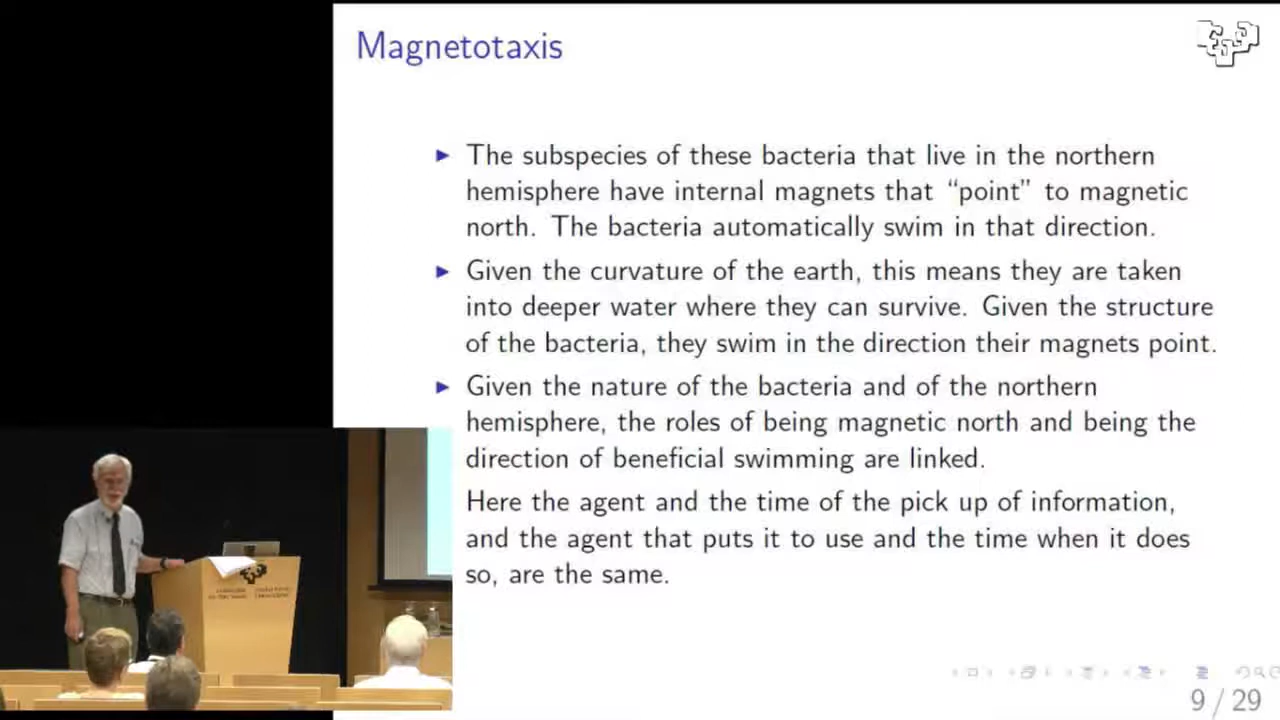 Magnetotaxis
The subspecies of these bacteria that live in the northern
hemisphere have internal magnets that “point” to magnetic
north. The bacteria automatically swim in that direction.
Given the curvature of the earth, this means they are taken
into deeper water where they can survive. Given the structure
of the bacteria, they swim in the direction their magnets point.
Given the nature of the bacteria and of the northern
hemisphere, the roles of being magnetic north and being the
direction of beneficial swimming are linked.
Here the agent and the time of the pick up of information,
and the agent that puts it to use and the time when it does
so, are the same.
9 / 29